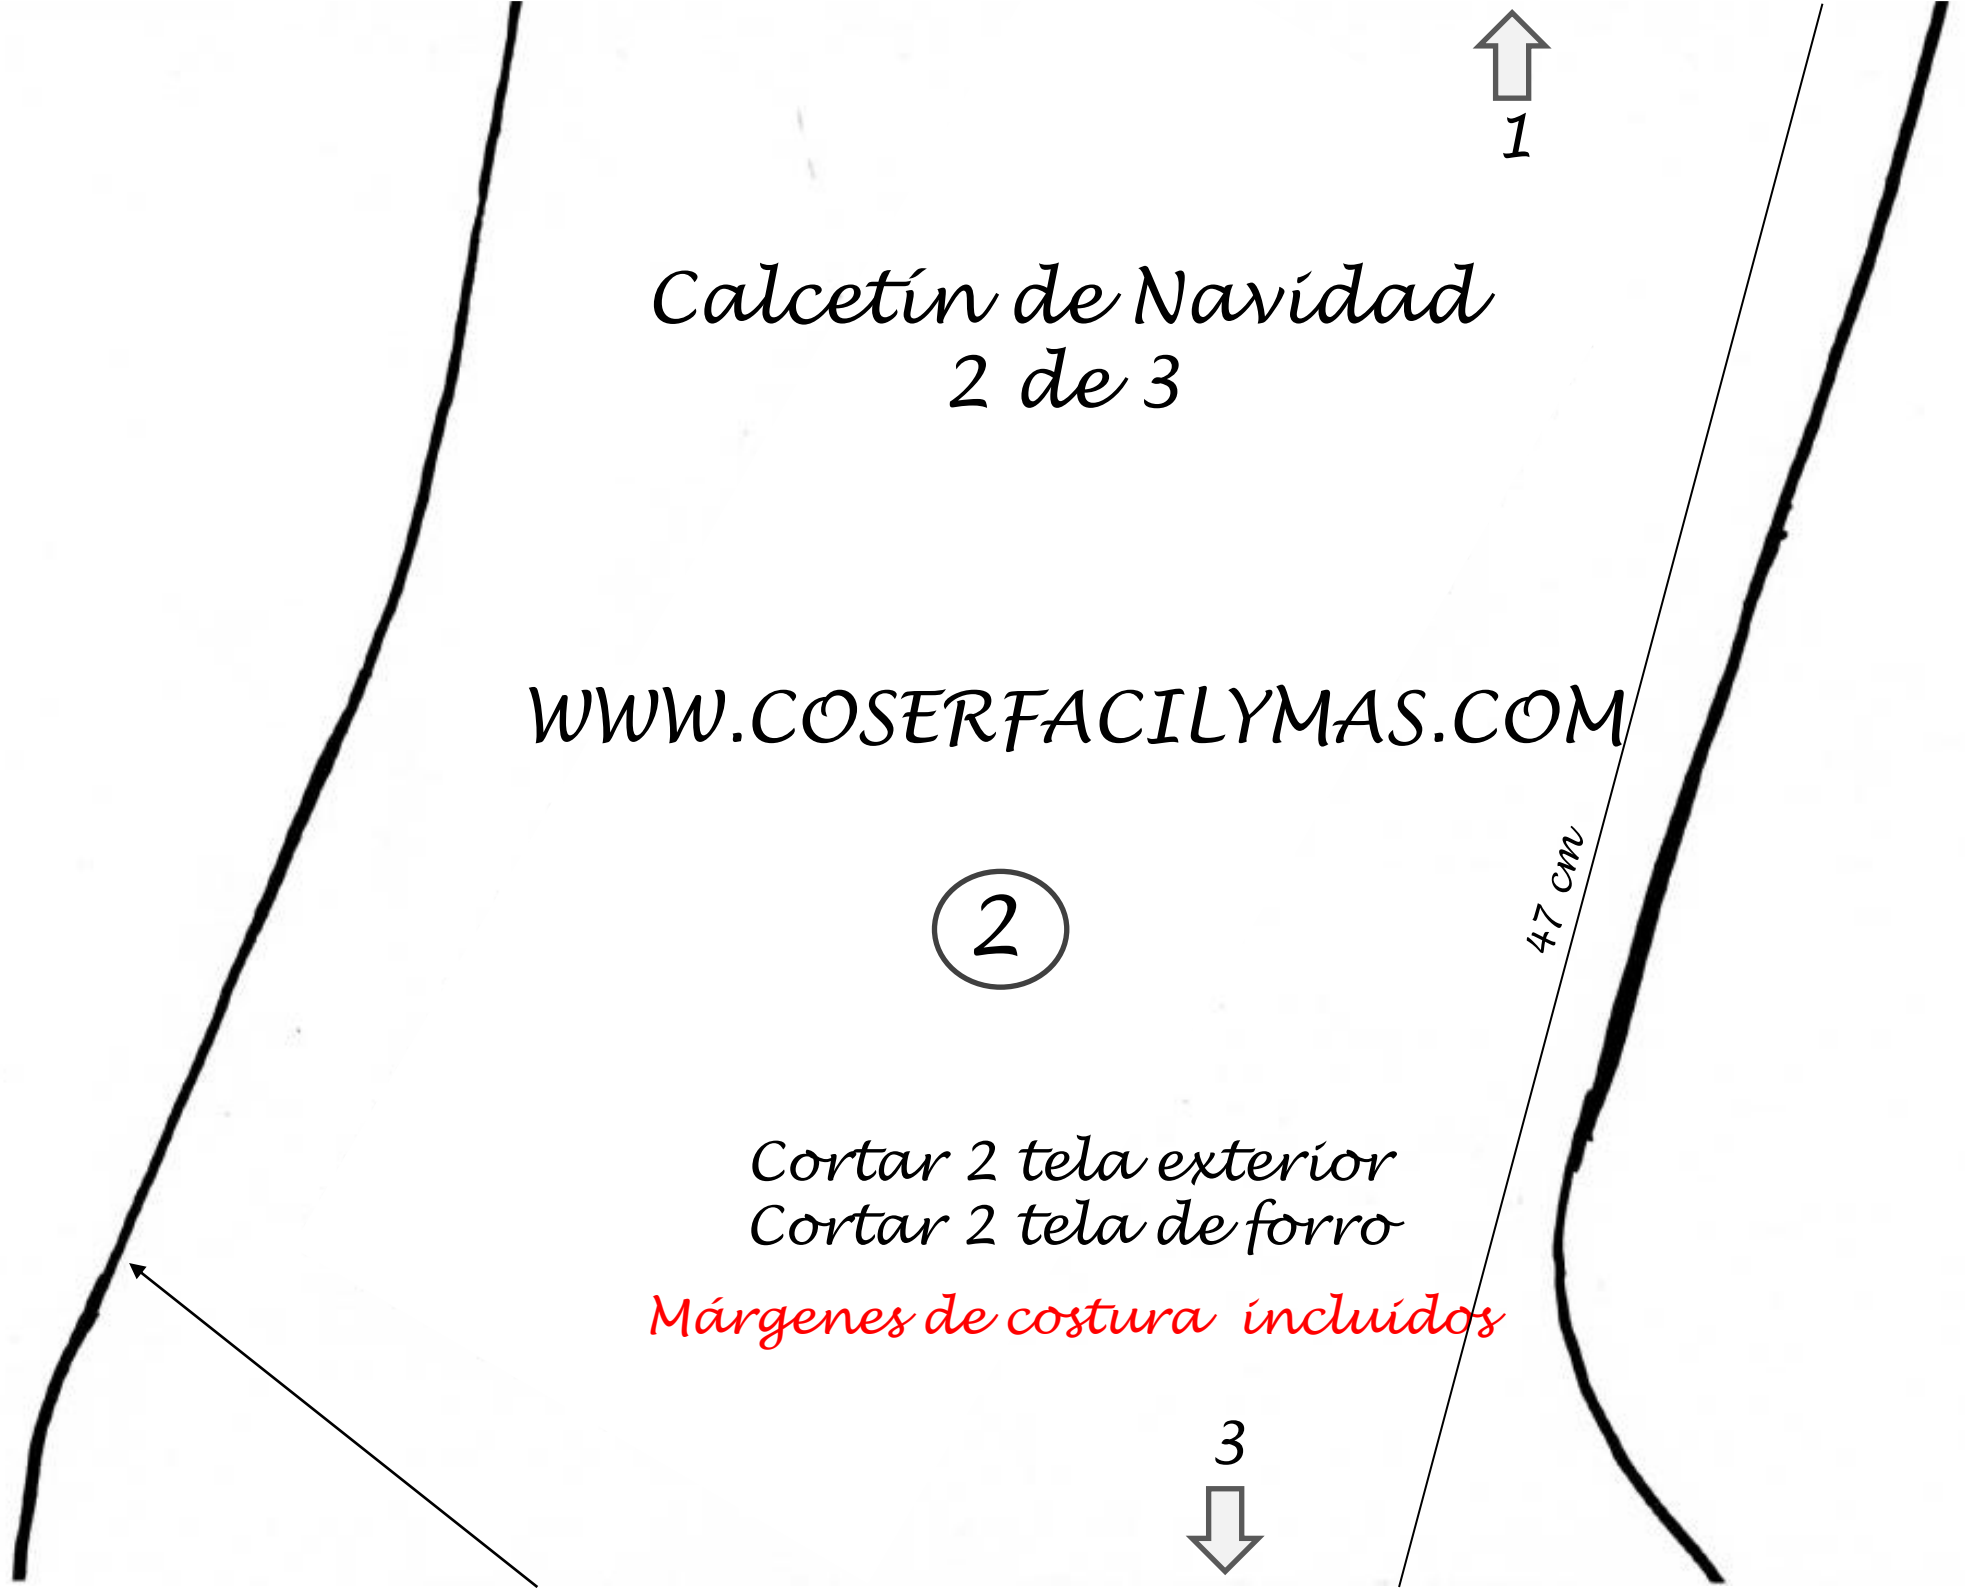 1
Calcetín de Navidad
2 de 3
WWW.COSERFACILYMAS.COM
47 cm
2
Cortar 2 tela exterior
Cortar 2 tela de forro
Márgenes de costura incluidos
3